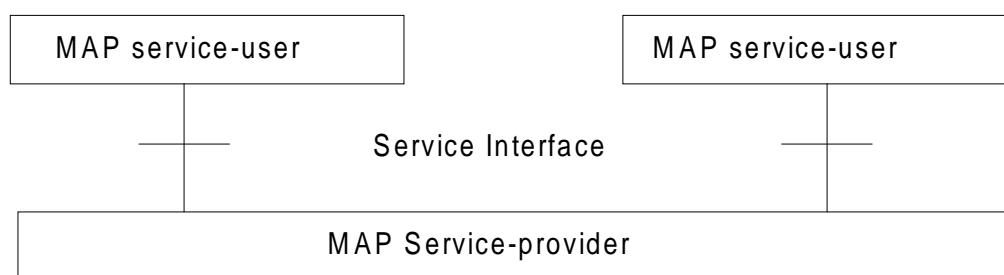 MAP service-user
MAP service-user
Service Interface
MAP Service-provider